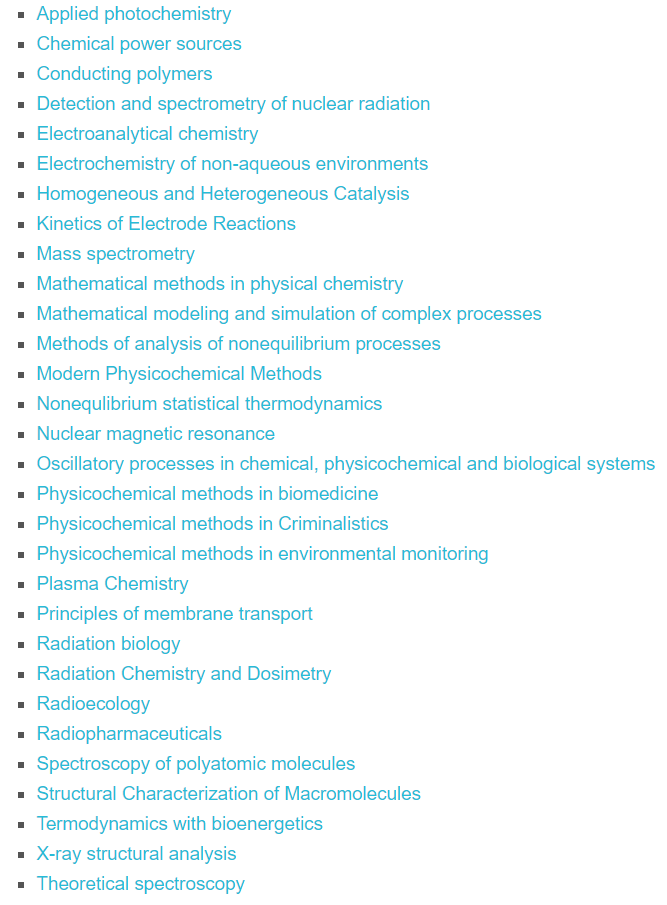 Applied photochemistry
Chemical power sources
Conducting polymers
Detection and spectrometry of nuclear radiation
Electroanalytical chemistry
Electrochemistry of non-aqueous environments
Homogeneous and Heterogeneous Catalysis
Kinetics of Electrode Reactions
Mass spectrometry
Mathematical methods in physical chemistry
Mathematical modeling and simulation of complex processes
Methods of analysis of nonequilibrium processes
Modern Physicochemical Methods
Nonequlibrium statistical thermodynamics
Nuclear magnetic resonance
Oscillatory processes in chemical, physicochemical and biological systems
Physicochemical methods in biomedicine
Physicochemical methods in Criminalistics
Physicochemical methods in environmental monitoring
Plasma Chemistry
Principles of membrane transport
Radiation biology
Radiation Chemistry and Dosimetry
Radioecology
Radiopharmaceuticals
Spectroscopy of polyatomic molecules
Structural Characterization of Macromolecules
Termodynamics with bioenergetics
X-ray structural analysis
Theoretical spectroscopy